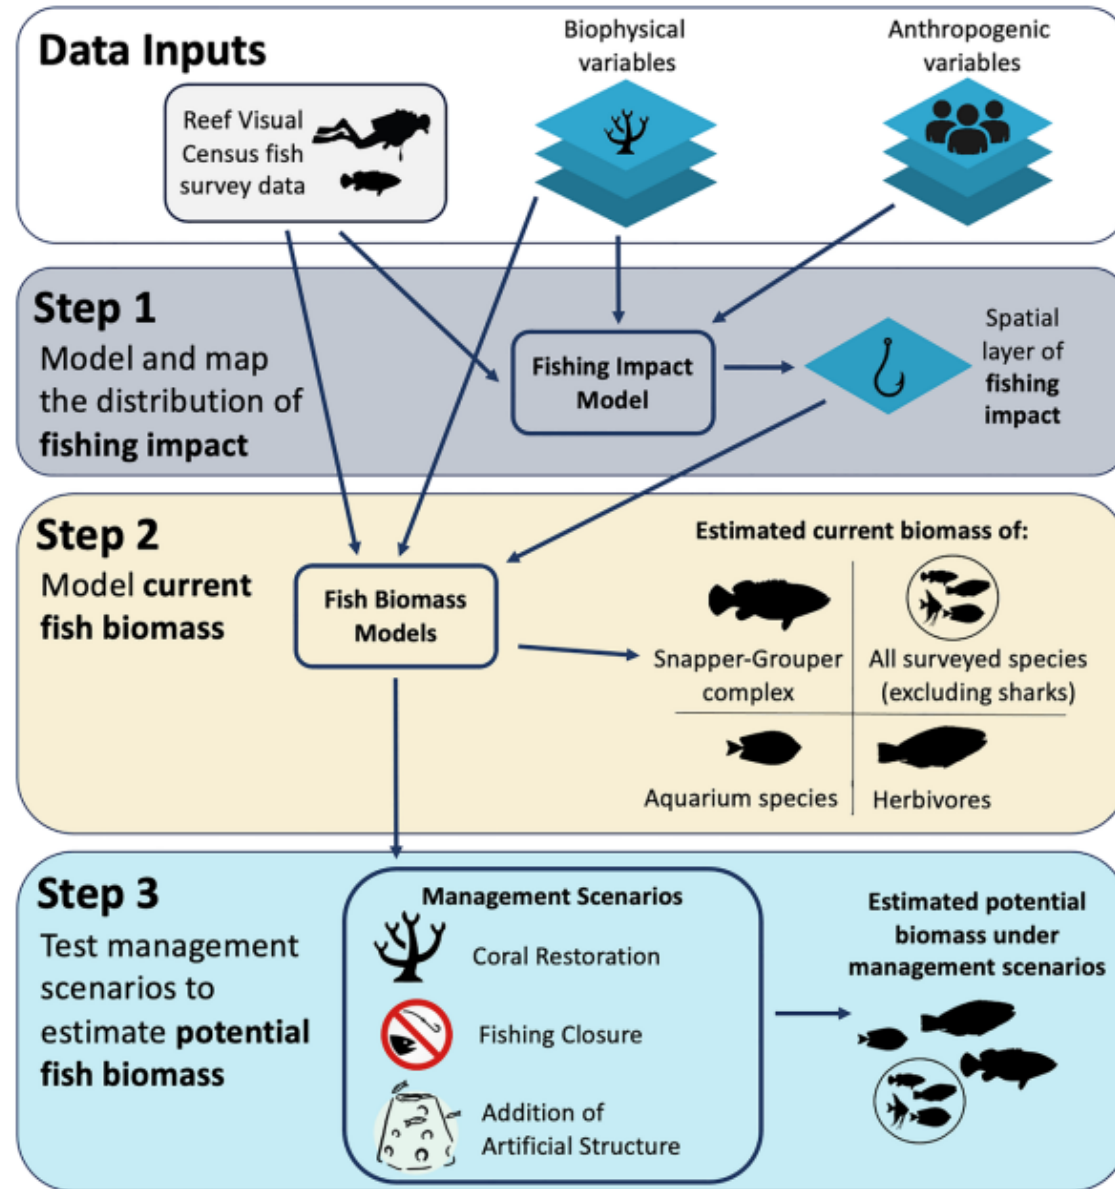 Data Inputs
Reef Visual
Census fish
survey data
Biophysical
variables
Anthropogenic
variables
Step 1
Model and map
the distribution of
fishing impact
Fishing Impact
Model
Spatial
layer of
fishing
impact
Step 2
Model current
fish biomass
Fish Biomass
Models
Estimated current biomass of:
Snapper-Grouper
complex
All surveyed species
(excluding sharks)
Aquarium species
Herbivores
Step 3
Test management
scenarios to
estimate potential
fish biomass
Management Scenarios
Coral Restoration
Fishing Closure
Addition of
Artificial Structure
Estimated potential
biomass under
management scenarios